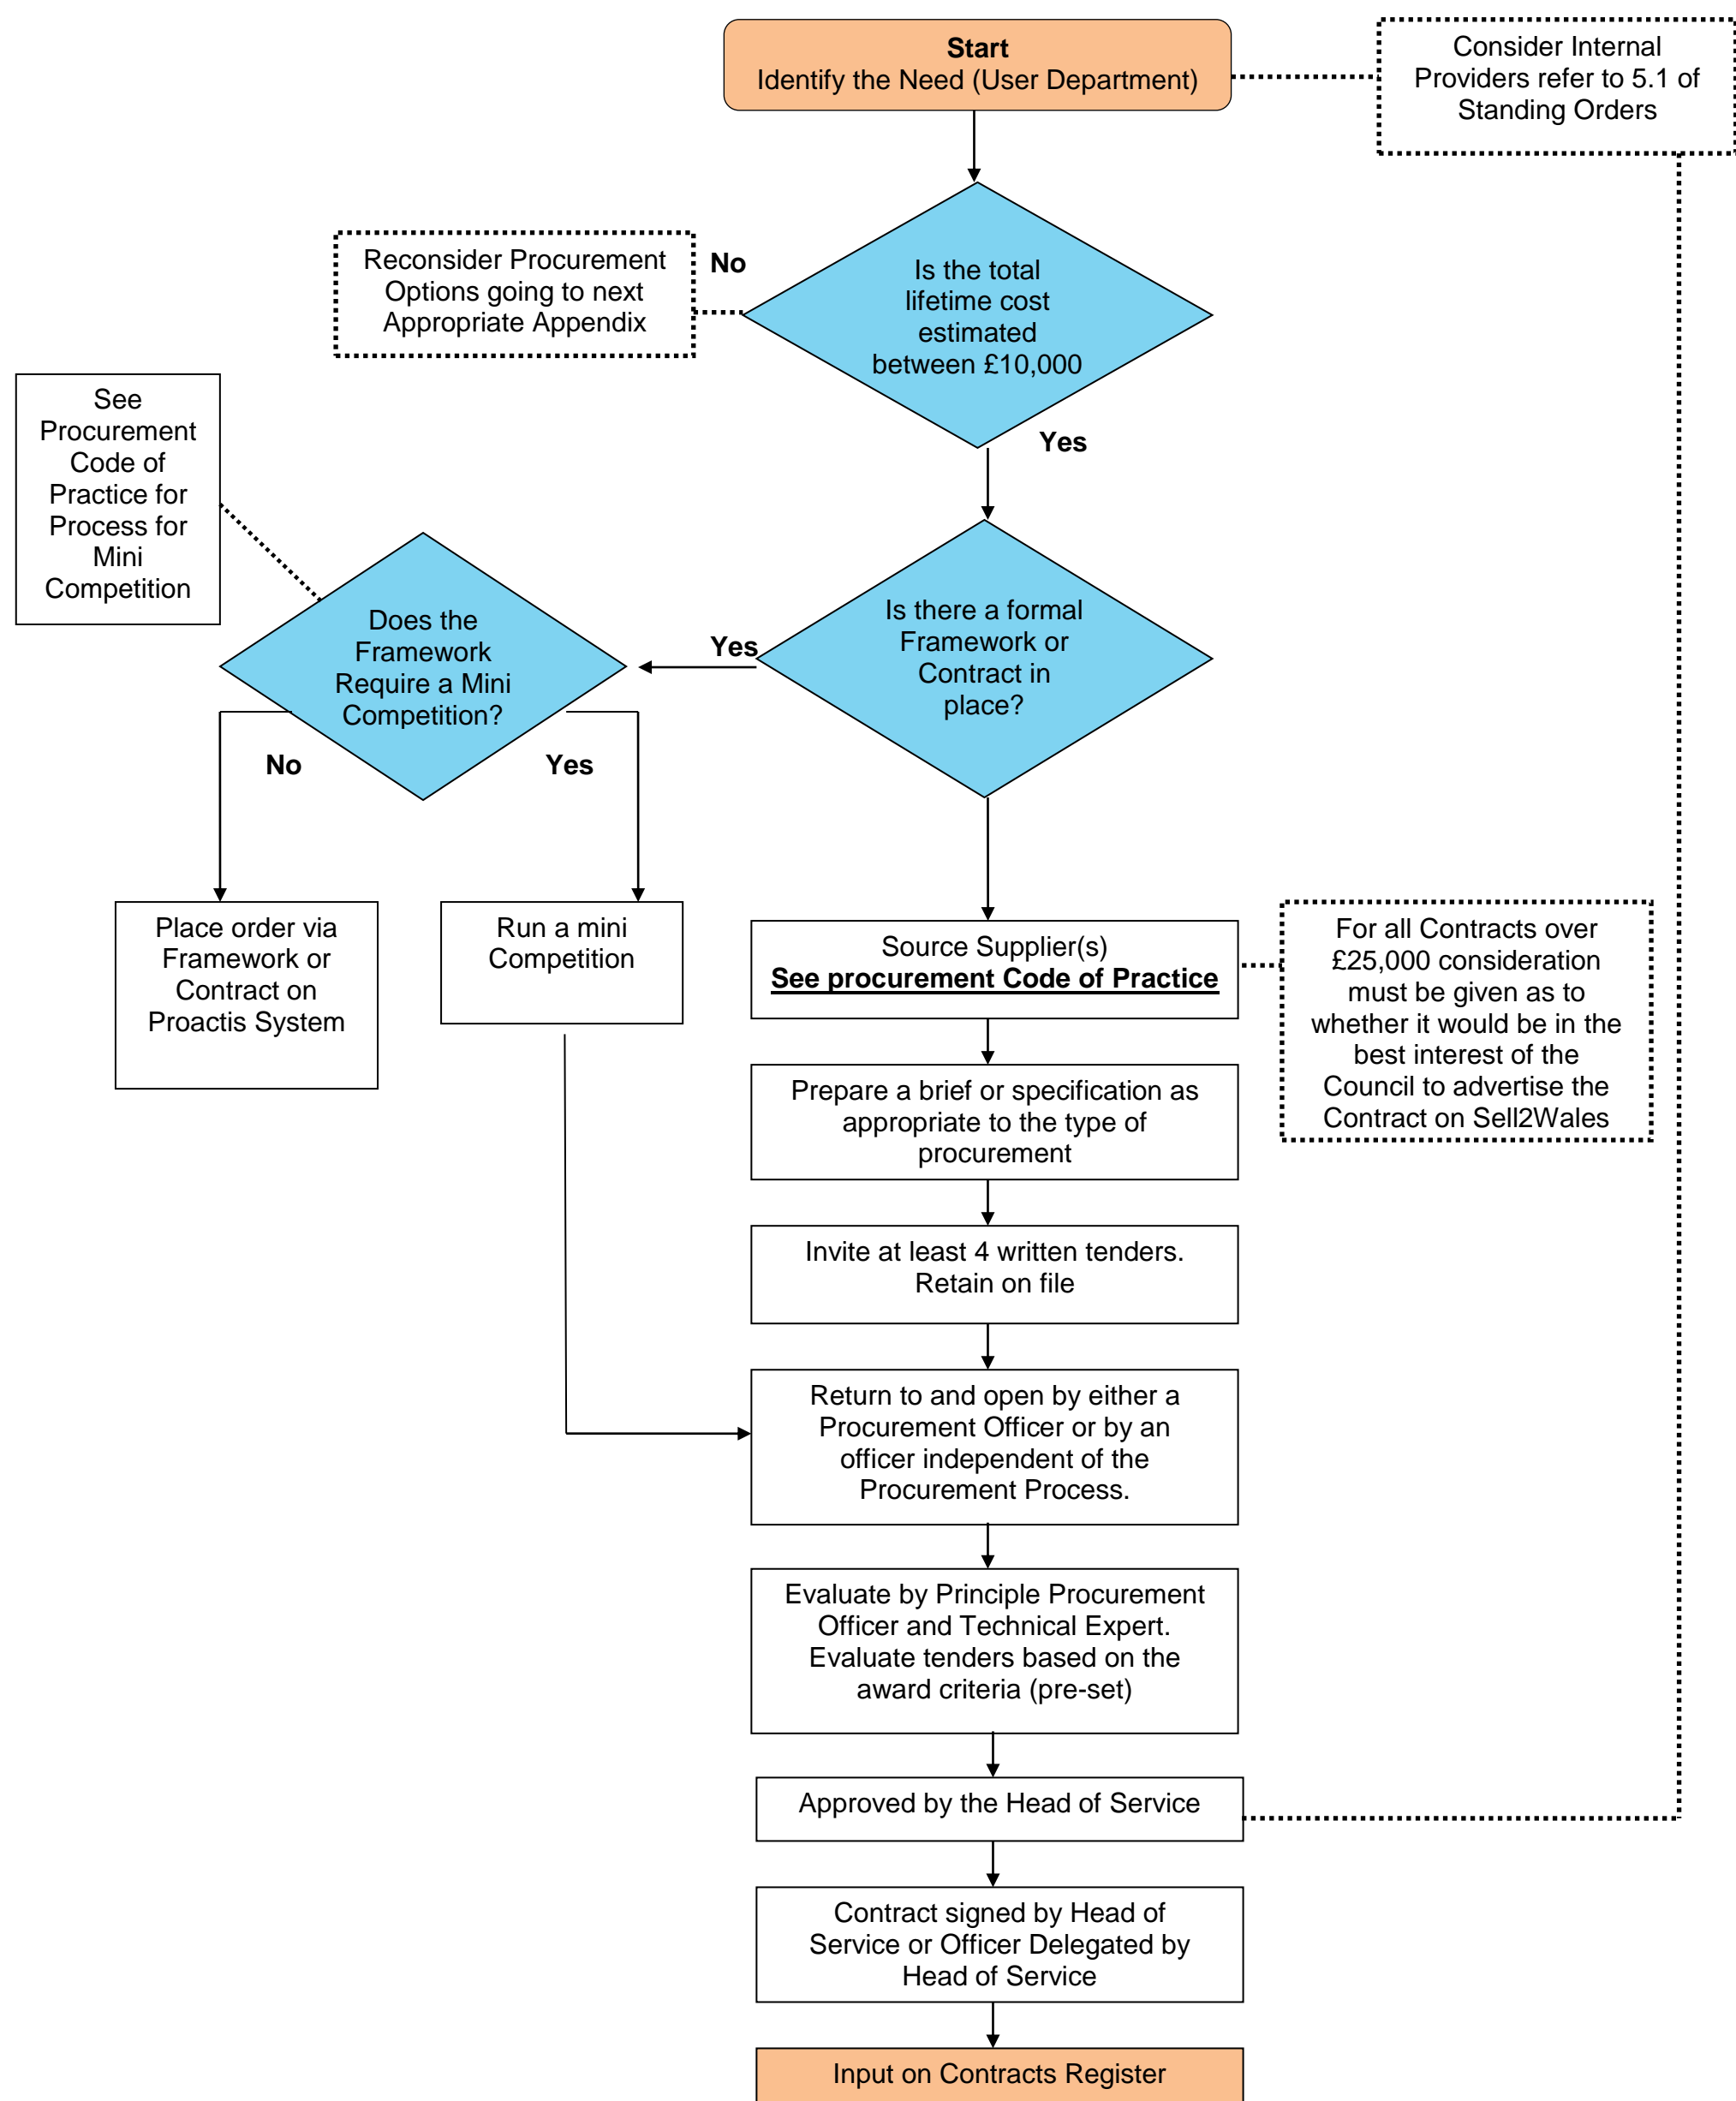 Start
Identify the Need (User Department)
Consider Internal
Providers refer to 5.1 of
Standing Orders
Reconsider Procurement
Options going to next
Appropriate Appendix
No
Is the total
lifetime cost
estimated
between £10,000
Yes
See
Procurement
Code of
Practice for
Process for
Mini
Competition
Does the
Framework
Require a Mini
Competition?
Yes
Is there a formal
Framework or
Contract in
place?
No
Yes
Place order via
Framework or
Contract on
Proactis System
Run a mini
Competition
Source Supplier(s)
See procurement Code of Practice
For all Contracts over
£25,000 consideration
must be given as to
whether it would be in the
best interest of the
Council to advertise the
Contract on Sell2Wales
Prepare a brief or specification as
appropriate to the type of
procurement
Invite at least 4 written tenders.
Retain on file
Return to and open by either a
Procurement Officer or by an
officer independent of the
Procurement Process.
Evaluate by Principle Procurement
Officer and Technical Expert.
Evaluate tenders based on the
award criteria (pre-set)
Approved by the Head of Service
Contract signed by Head of
Service or Officer Delegated by
Head of Service
Input on Contracts Register